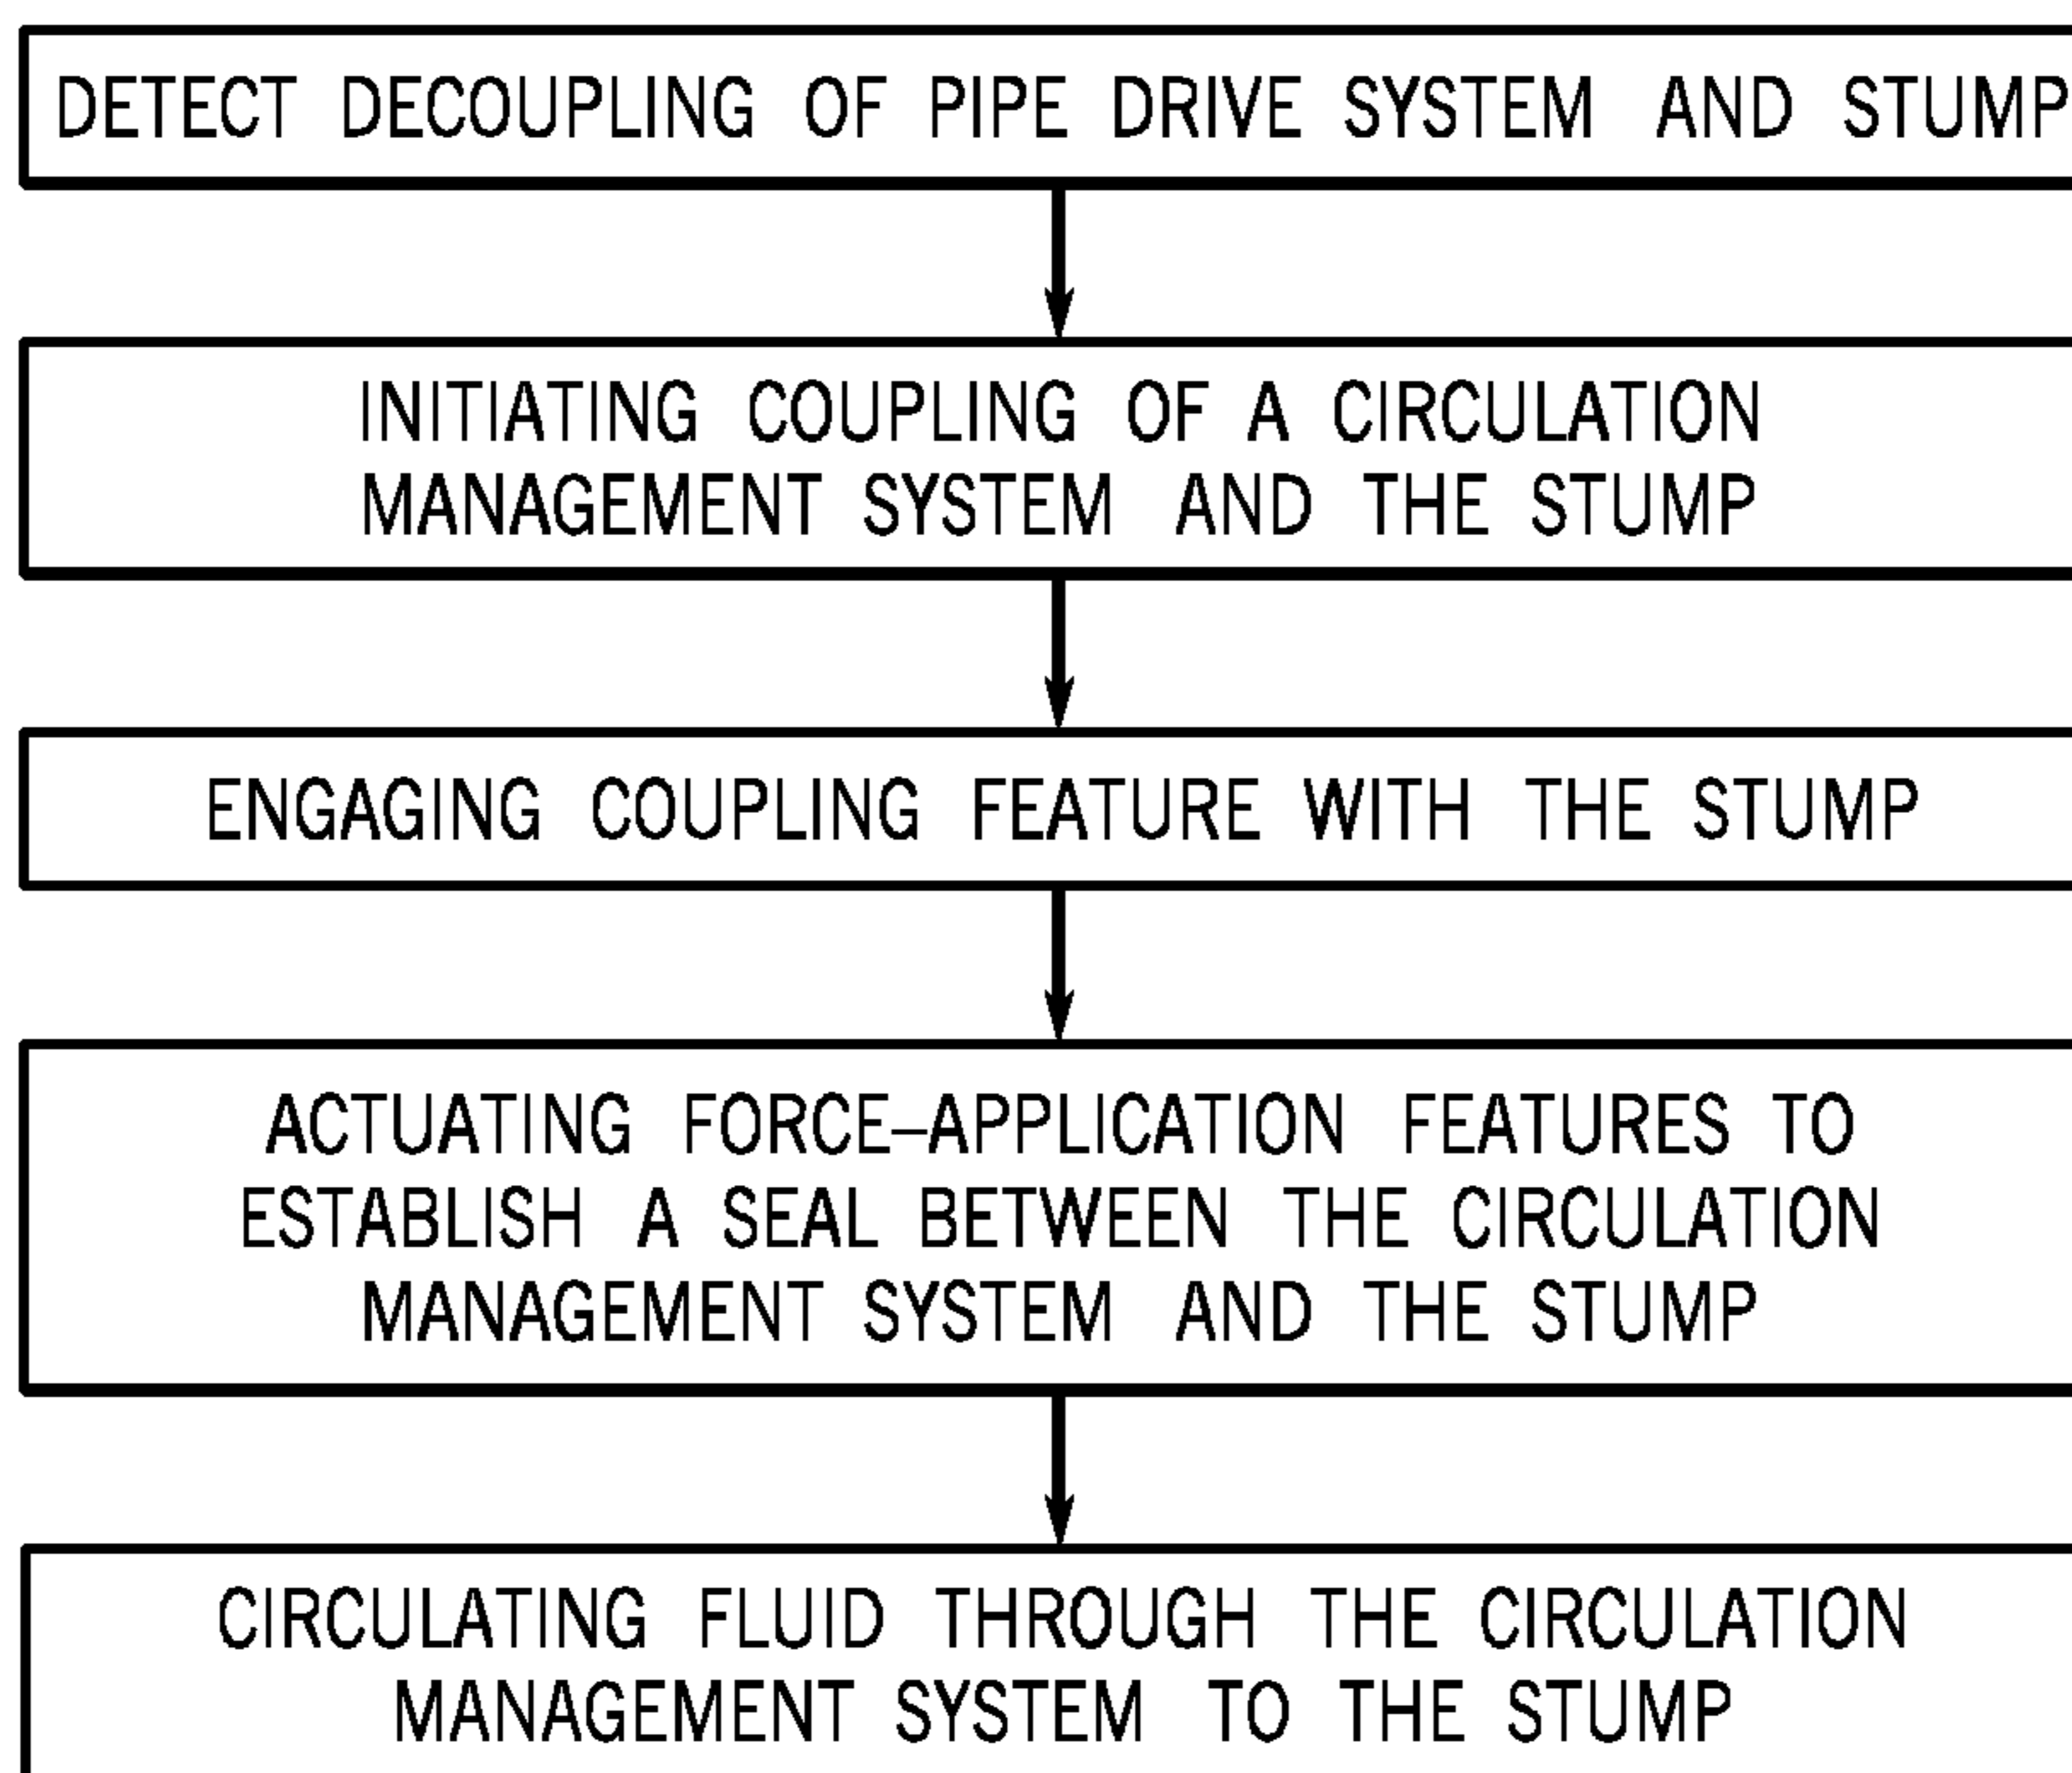 DETECT DECOUPLING OF PIPE DRIVE SYSTEM AND STUMP
INITIATING COUPLING OF A CIRCULATION
MANAGEMENT SYSTEM AND THE STUMP
ENGAGING COUPLING FEATURE WITH THE STUMP
ACTUATING FORCE–APPLICATION FEATURES TO
ESTABLISH A SEAL BETWEEN THE CIRCULATION
MANAGEMENT SYSTEM AND THE STUMP
CIRCULATING FLUID THROUGH THE CIRCULATION
MANAGEMENT SYSTEM TO THE STUMP